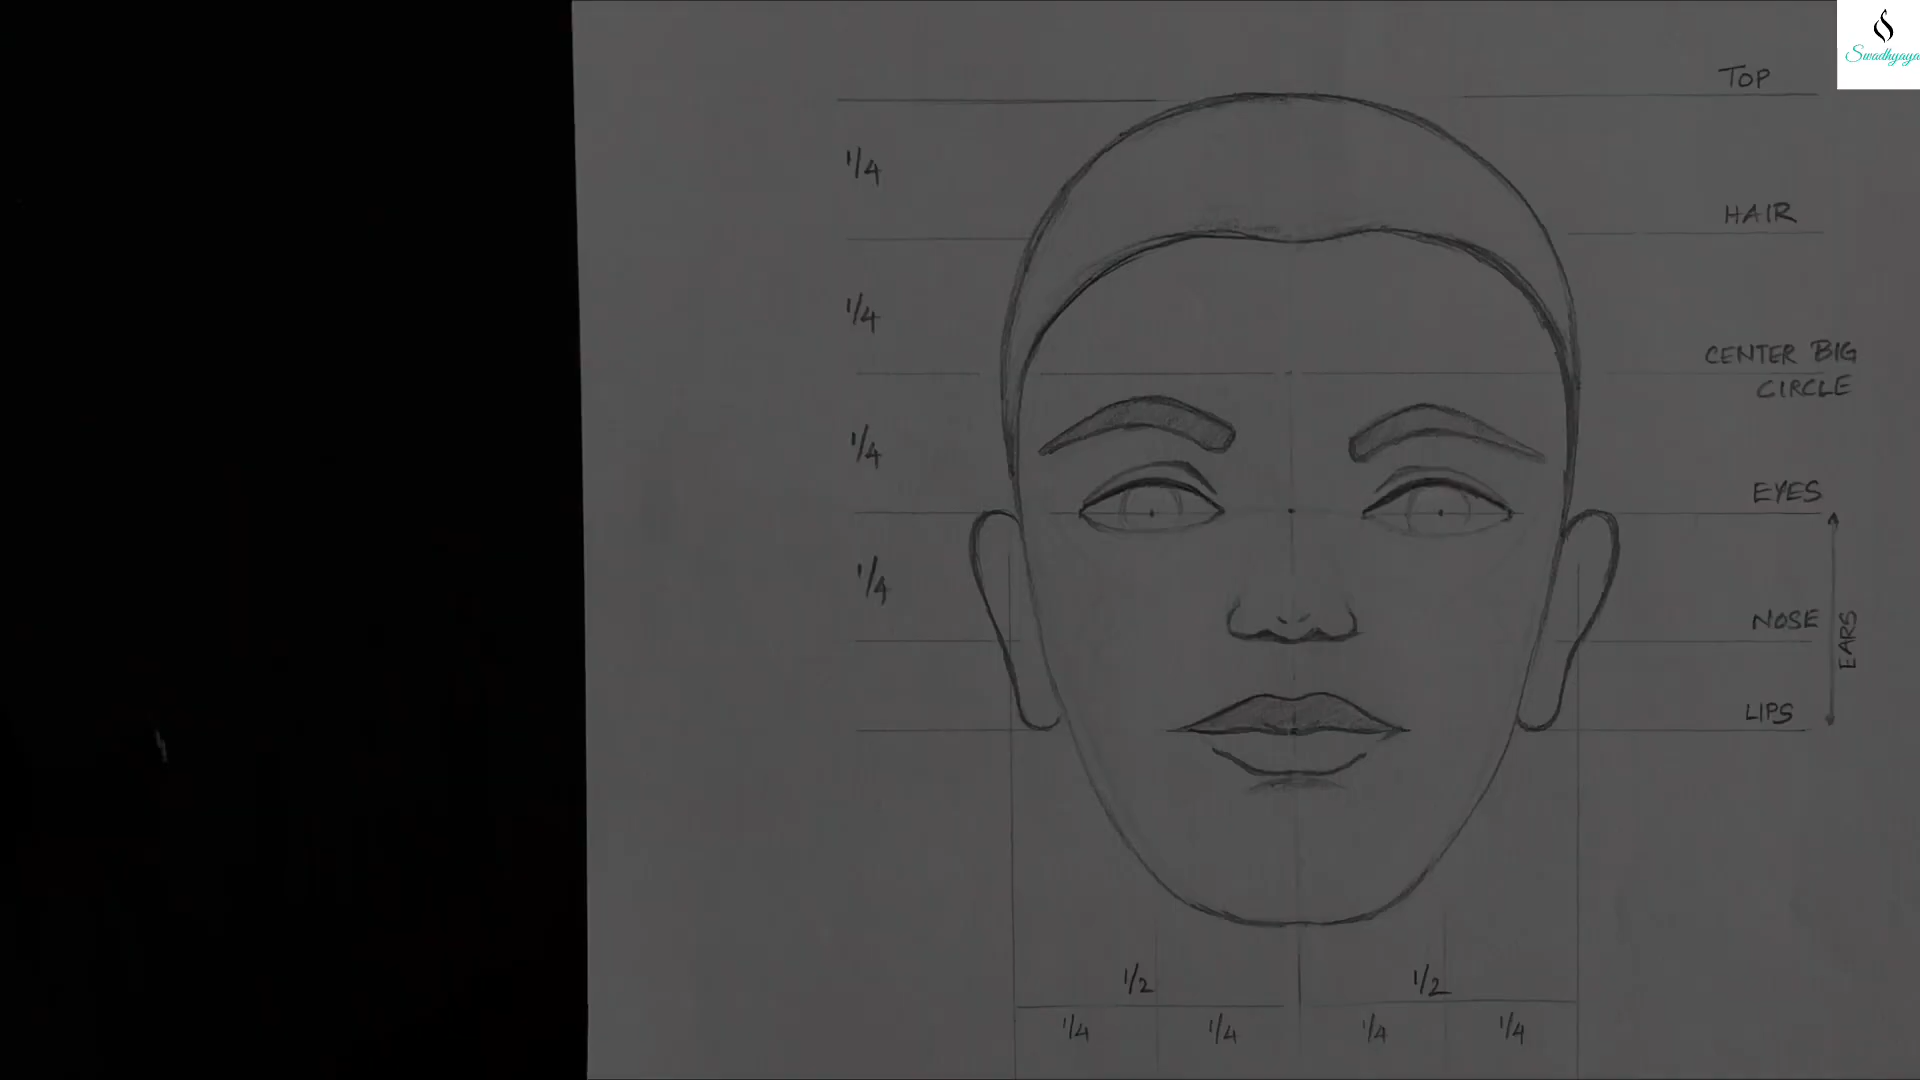 Swadhyaya
TOP
1/4
HAIR
1/4
CENTER BIG
CIRCLE
1/4
EYES
1/4
NOSE
EARS
LIPS
1/2 1/2
1/4 1/4 1/4 1/4